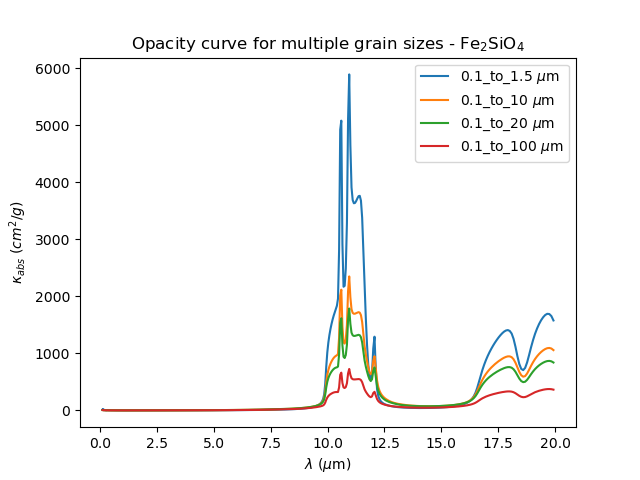 Opacity curve for multiple grain sizes - Fe₂SiO₄
0.1_to_1.5 μm
0.1_to_10 μm
0.1_to_20 μm
0.1_to_100 μm
6000
5000
4000
3000
2000
1000
0
κ_abs (cm²/g)
0.0 2.5 5.0 7.5 10.0 12.5 15.0 17.5 20.0
λ (μm)